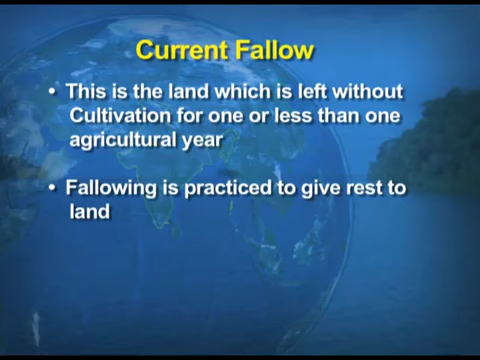 Current Fallow
• This is the land which is left without
Cultivation for one or less than one
agricultural year
• Fallowing is practiced to give rest to
land